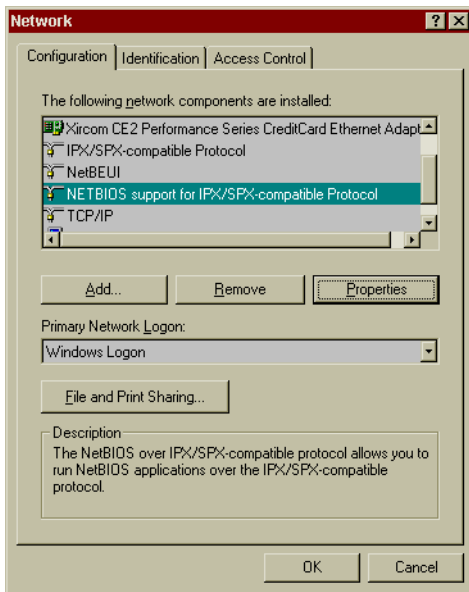 Network
Configuration Identification Access Control
The following network components are installed:
Xircom CE2 Performance Series CreditCard Ethernet Adapt
IPX/SPX-compatible Protocol
NetBEUI
NETBIOS support for IPX/SPX-compatible Protocol
TCP/IP
Add... Remove Properties
Primary Network Logon:
Windows Logon
File and Print Sharing...
Description
The NetBIOS over IPX/SPX-compatible protocol allows you to
run NetBIOS applications over the IPX/SPX-compatible
protocol.
OK Cancel